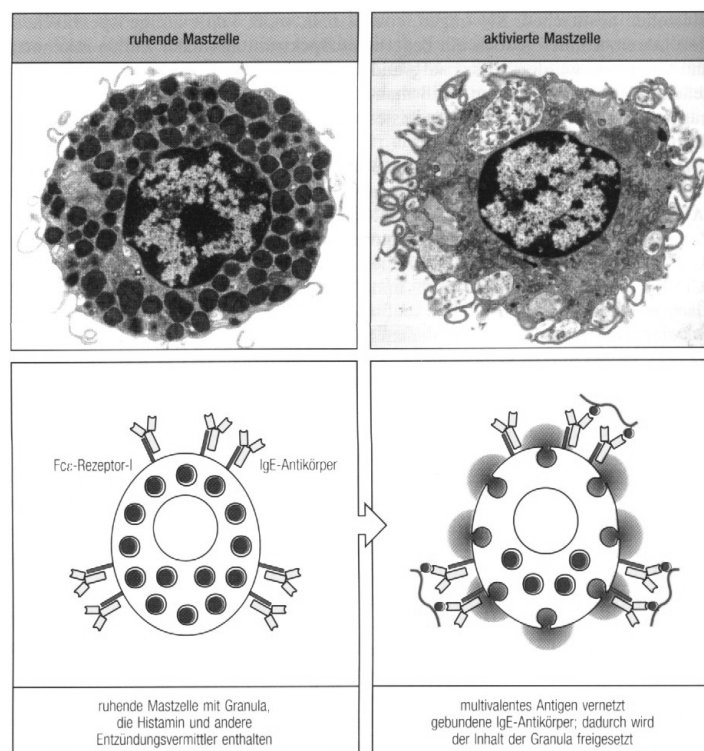 ruhende Mastzelle
aktivierte Mastzelle
Fcε-Rezeptor-I
IgE-Antikörper
ruhende Mastzelle mit Granula,
die Histamin und andere
Entzündungsvermittler enthalten
multivalentes Antigen vernetzt
gebundene IgE-Antikörper; dadurch wird
der Inhalt der Granula freigesetzt